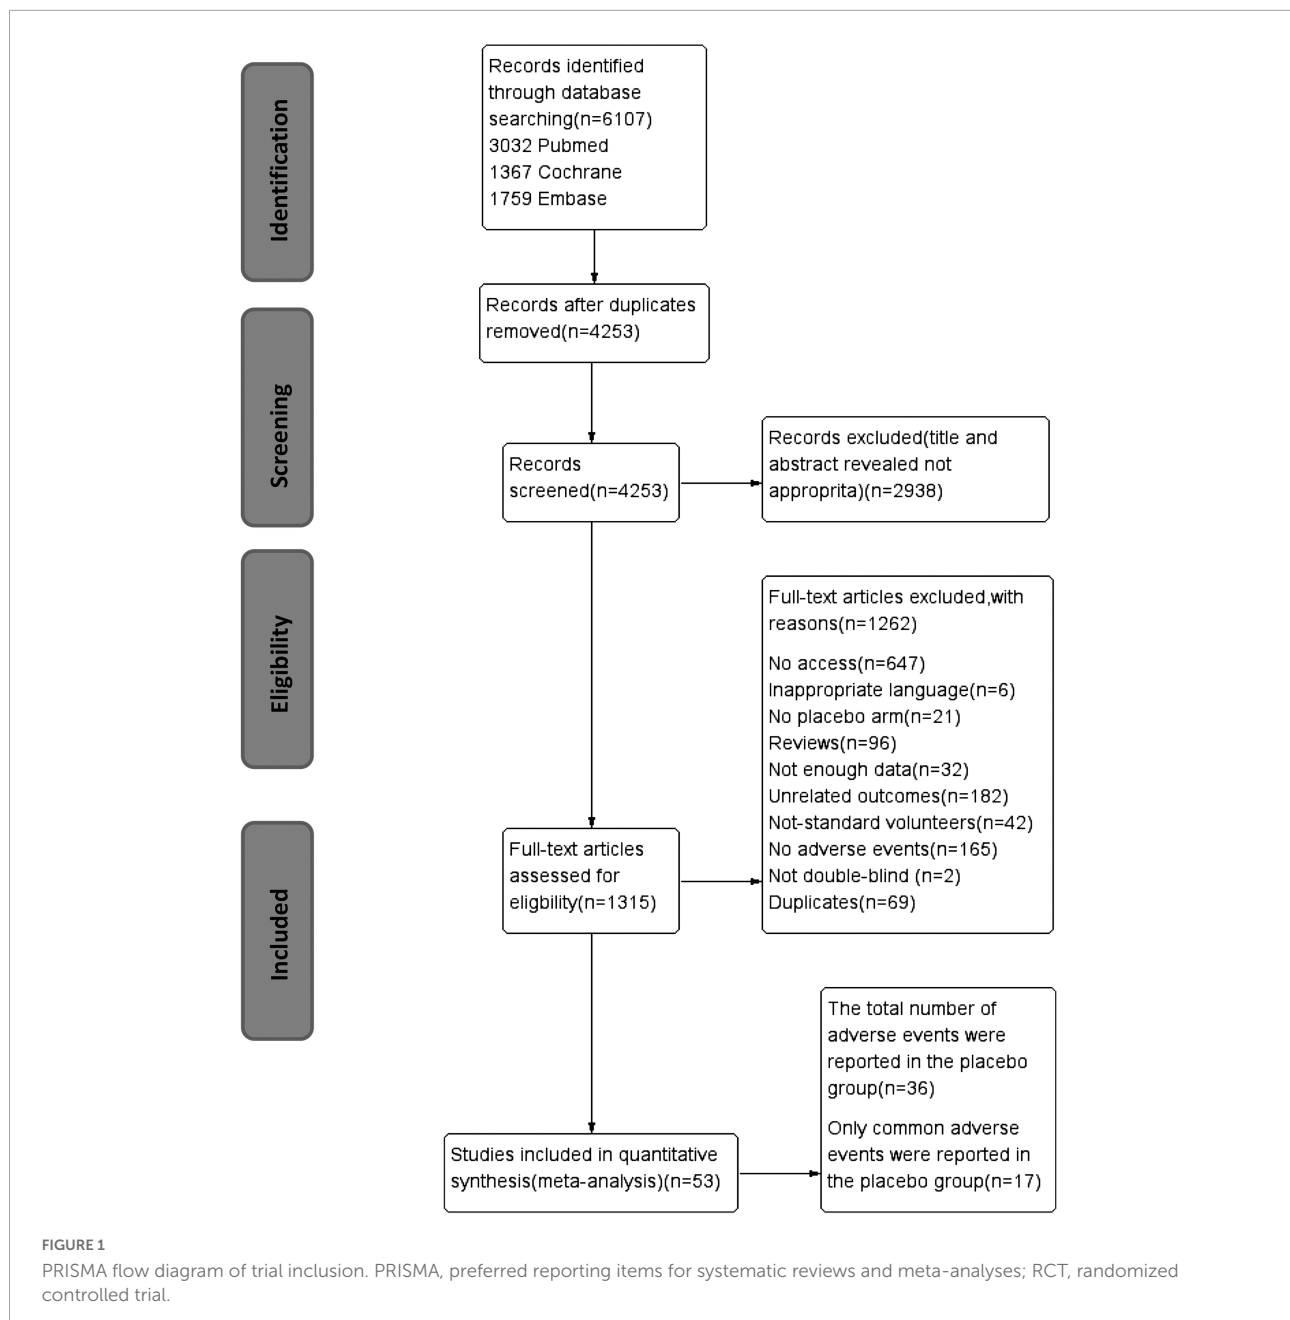 Identification
Screening
Eligibility
Included
Records identified
through database
searching(n=6107)
3032 Pubmed
1367 Cochrane
1759 Embase
Records after duplicates
removed(n=4253)
Records
screened(n=4253)
Records excluded(title and
abstract revealed not
approprita)(n=2938)
Full-text articles
assessed for
eligbility(n=1315)
Full-text articles excluded,with
reasons(n=1262)
No access(n=647)
Inappropriate language(n=6)
No placebo arm(n=21)
Reviews(n=96)
Not enough data(n=32)
Unrelated outcomes(n=182)
Not-standard volunteers(n=42)
No adverse events(n=165)
Not double-blind (n=2)
Duplicates(n=69)
Studies included in quantitative
synthesis(meta-analysis)(n=53)
The total number of
adverse events were
reported in the placebo
group(n=36)
Only common adverse
events were reported in
the placebo group(n=17)
FIGURE 1
PRISMA flow diagram of trial inclusion. PRISMA, preferred reporting items for systematic reviews and meta-analyses; RCT, randomized
controlled trial.